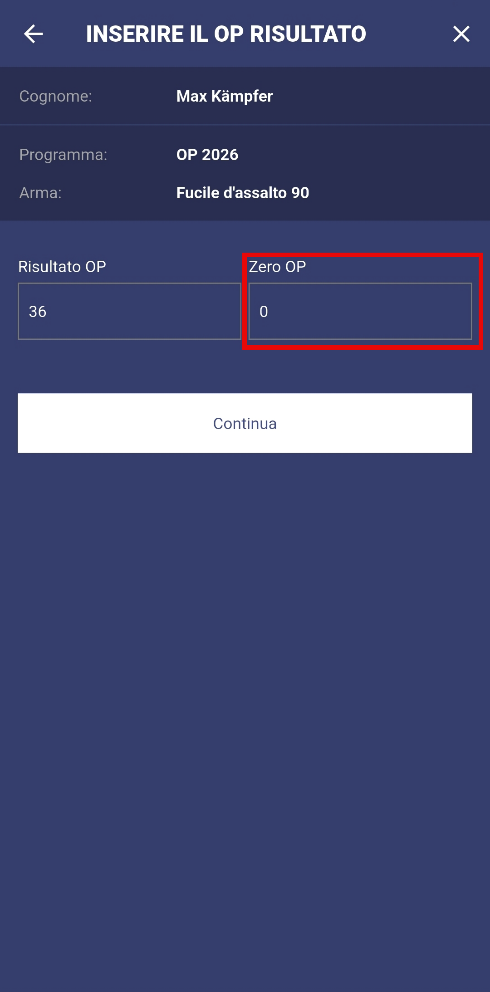 INSERIRE IL OP RISULTATO
Cognome: Max Kämpfer
Programma: OP 2026
Arma: Fucile d'assalto 90
Risultato OP Zero OP
36 0
Continua